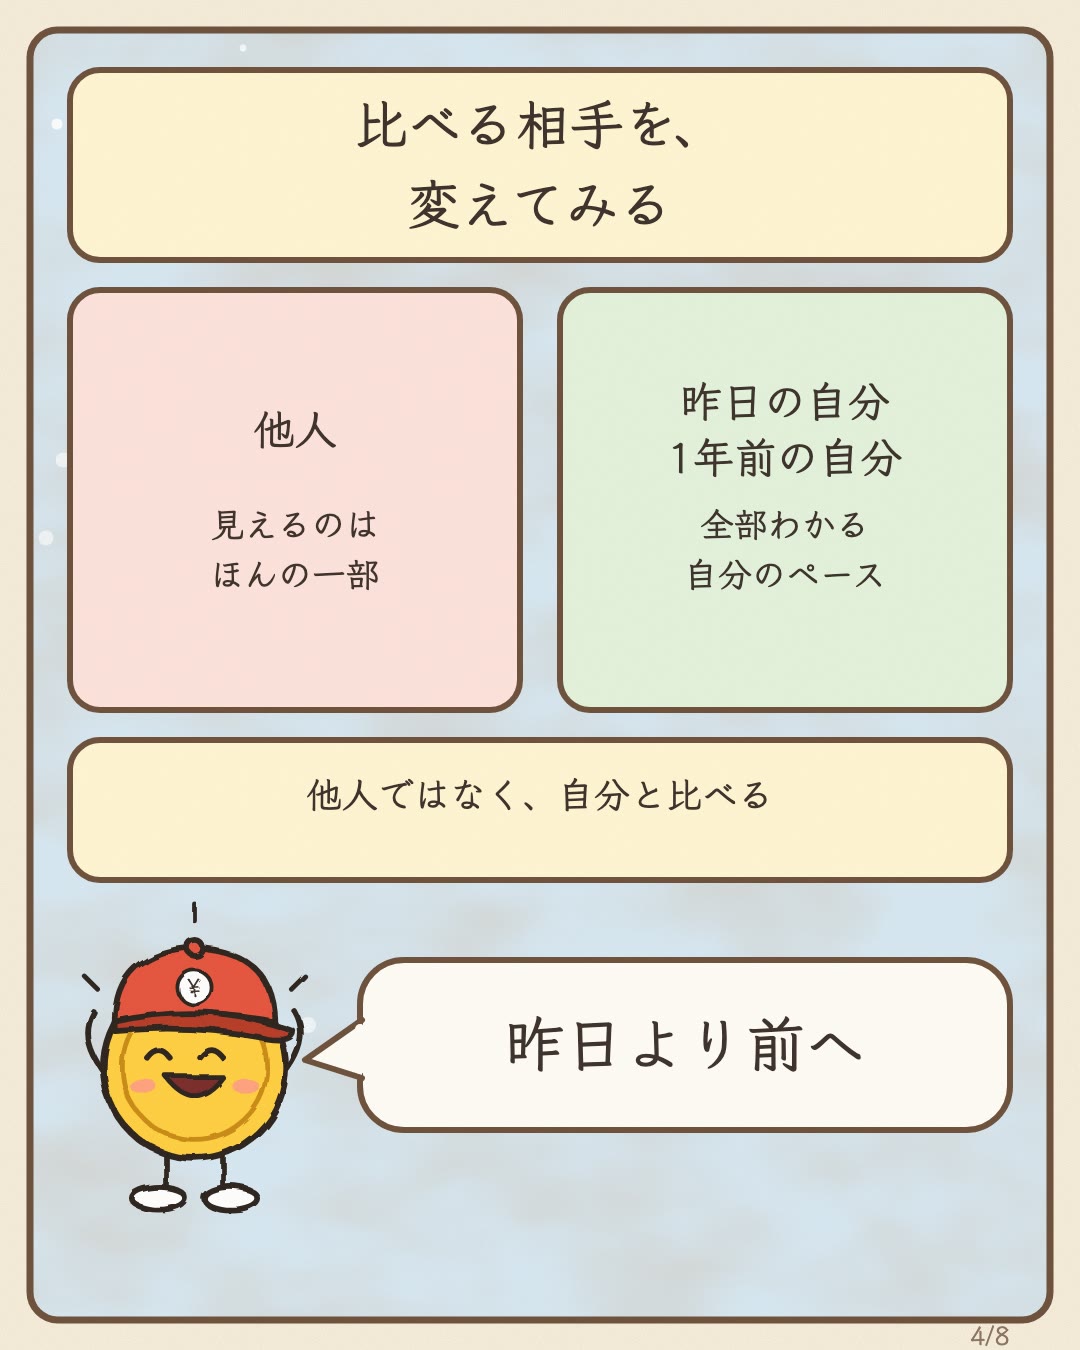 比べる相手を、
変えてみる
他人
見えるのは
ほんの一部
昨日の自分
1年前の自分
全部わかる
自分のペース
他人ではなく、自分と比べる
¥
昨日より前へ
4/8